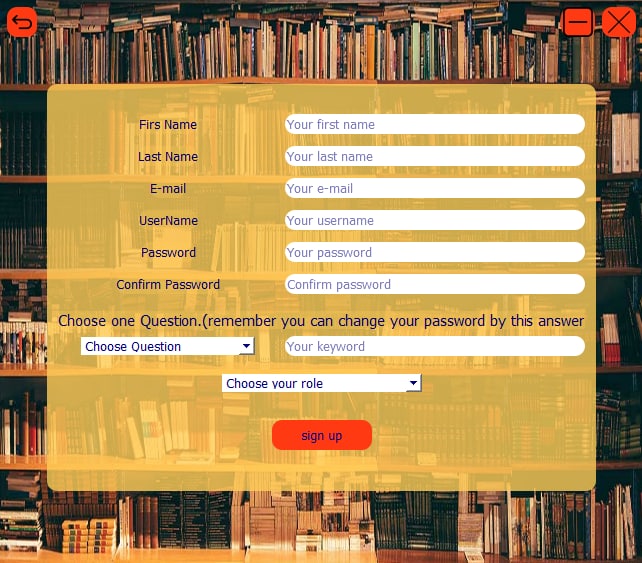 Firs Name Your first name
Last Name Your last name
E-mail Your e-mail
UserName Your username
Password Your password
Confirm Password Confirm password
Choose one Question.(remember you can change your password by this answer
Choose Question Your keyword
Choose your role
sign up